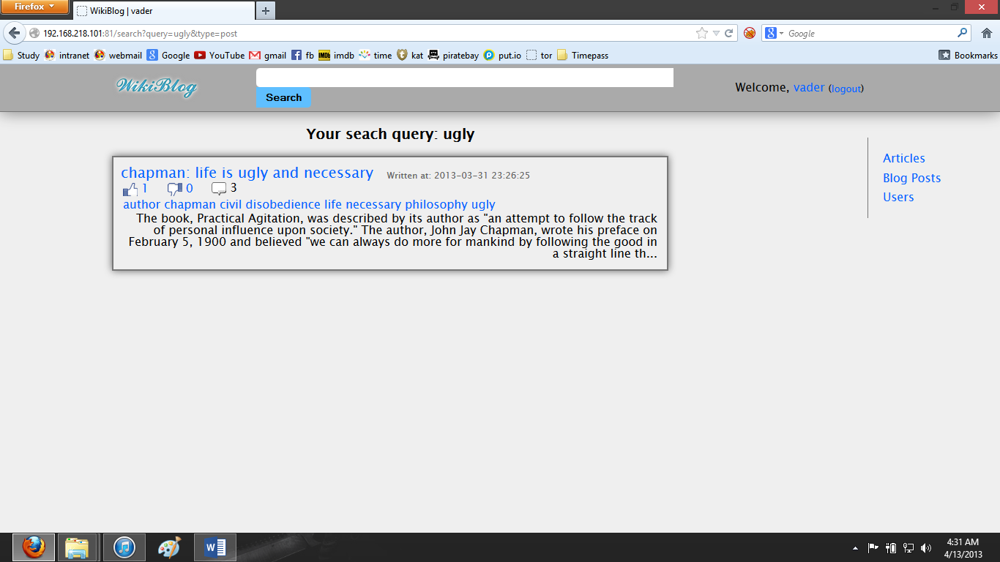 Firefox
WikiBlog | vader
192.168.218.101:81/search?query=ugly&type=post
Google
Study intranet webmail Google YouTube gmail fb imdb time kat piratebay put.io tor Timepass Bookmarks
WikiBlog
Search
Welcome, vader (logout)
Your seach query: ugly
chapman: life is ugly and necessary Written at: 2013-03-31 23:26:25
1 0 3
author chapman civil disobedience life necessary philosophy ugly
The book, Practical Agitation, was described by its author as "an attempt to follow the track
of personal influence upon society." The author, John Jay Chapman, wrote his preface on
February 5, 1900 and believed "we can always do more for mankind by following the good in
a straight line th...
Articles
Blog Posts
Users
4:31 AM
4/13/2013